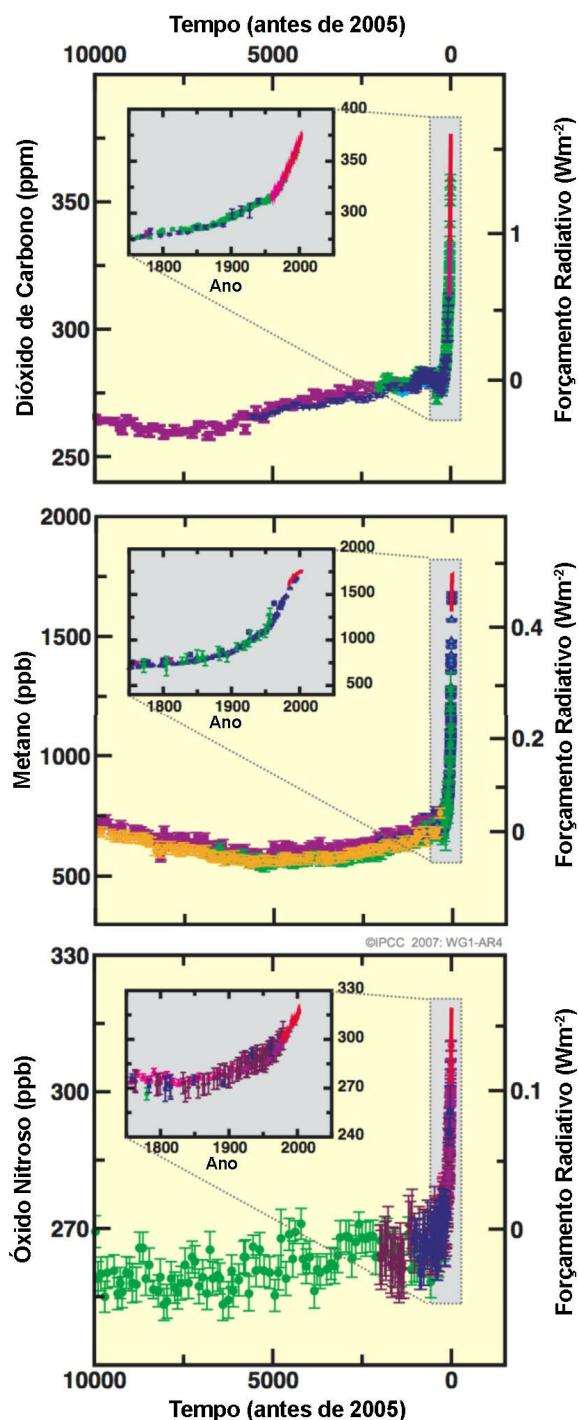 Tempo (antes de 2005)
10000 5000 0
Dióxido de Carbono (ppm)
350
300
250
400
350
300
1800 1900 2000
Ano
1
0
Forçamento Radiativo (Wm-2)
Metano (ppb)
2000
1500
1000
500
2000
1500
1000
500
1800 1900 2000
Ano
0.4
0.2
0
Forçamento Radiativo (Wm-2)
©IPCC 2007: WG1-AR4
Óxido Nitroso (ppb)
330
300
270
330
300
270
240
1800 1900 2000
Ano
0.1
0
Forçamento Radiativo (Wm-2)
10000 5000 0
Tempo (antes de 2005)